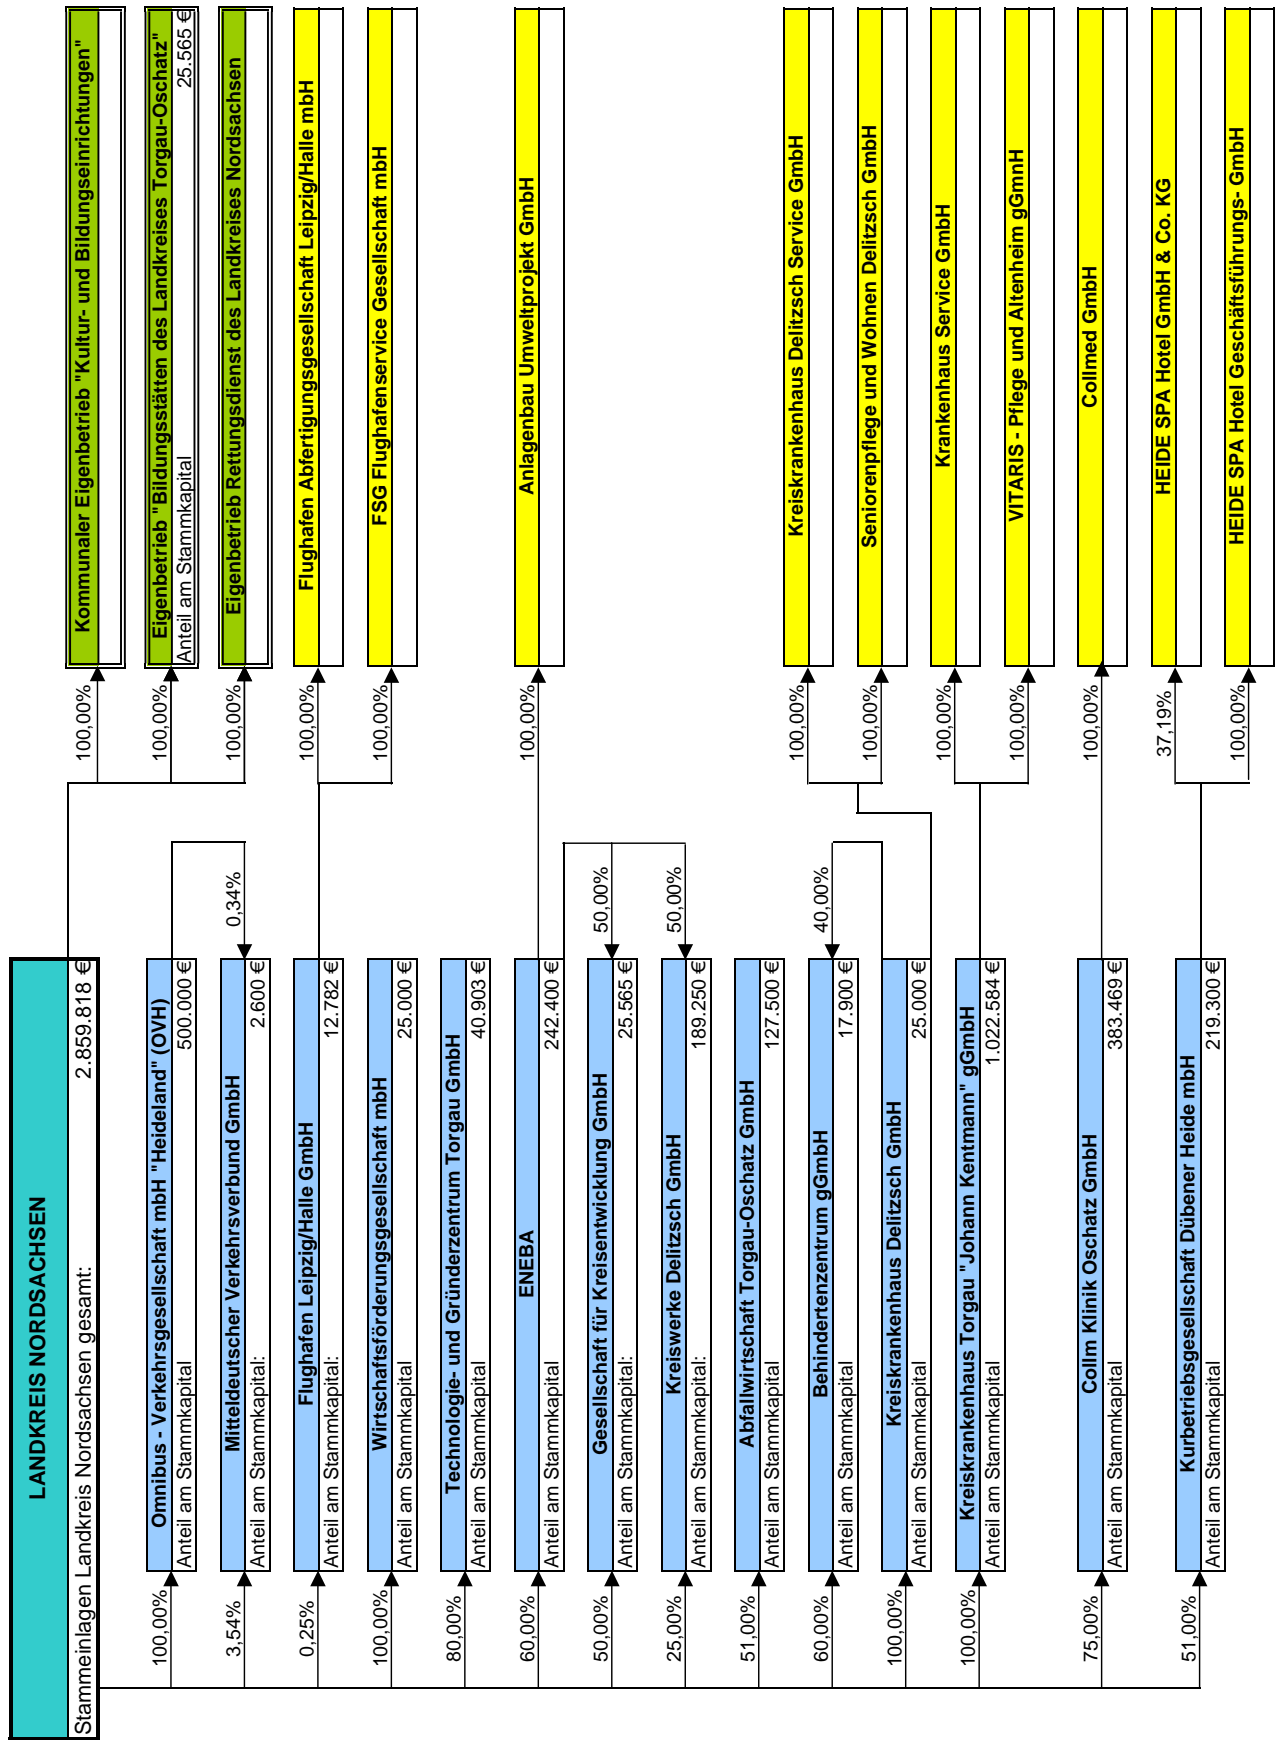 LANDKREIS NORDSACHSEN
Stammeinlagen Landkreis Nordsachsen gesamt: 2.859.818 €
100,00%
Kommunaler Eigenbetrieb "Kultur- und Bildungseinrichtungen"
100,00%
Omnibus - Verkehrsgesellschaft mbH "Heideland" (OVH)
Anteil am Stammkapital 500.000 €
100,00%
Eigenbetrieb "Bildungsstätten des Landkreises Torgau-Oschatz"
Anteil am Stammkapital 25.565 €
3,54%
Mitteldeutscher Verkehrsverbund GmbH
Anteil am Stammkapital: 2.600 €
0,34%
100,00%
Eigenbetrieb Rettungsdienst des Landkreises Nordsachsen
0,25%
Flughafen Leipzig/Halle GmbH
Anteil am Stammkapital: 12.782 €
100,00%
Flughafen Abfertigungsgesellschaft Leipzig/Halle mbH
100,00%
Wirtschaftsförderungsgesellschaft mbH
Anteil am Stammkapital 25.000 €
100,00%
FSG Flughafenservice Gesellschaft mbH
80,00%
Technologie- und Gründerzentrum Torgau GmbH
Anteil am Stammkapital 40.903 €
60,00%
ENEBA
Anteil am Stammkapital 242.400 €
100,00%
Anlagenbau Umweltprojekt GmbH
50,00%
Gesellschaft für Kreisentwicklung GmbH
Anteil am Stammkapital: 25.565 €
50,00%
25,00%
Kreiswerke Delitzsch GmbH
Anteil am Stammkapital: 189.250 €
50,00%
51,00%
Abfallwirtschaft Torgau-Oschatz GmbH
Anteil am Stammkapital 127.500 €
60,00%
Behindertenzentrum gGmbH
Anteil am Stammkapital 17.900 €
40,00%
100,00%
Kreiskrankenhaus Delitzsch Service GmbH
100,00%
Kreiskrankenhaus Delitzsch GmbH
Anteil am Stammkapital 25.000 €
100,00%
Seniorenpflege und Wohnen Delitzsch GmbH
100,00%
Kreiskrankenhaus Torgau "Johann Kentmann" gGmbH
Anteil am Stammkapital 1.022.584 €
100,00%
Krankenhaus Service GmbH
100,00%
VITARIS - Pflege und Altenheim gGmnH
75,00%
Collm Klinik Oschatz GmbH
Anteil am Stammkapital 383.469 €
100,00%
Collmed GmbH
51,00%
Kurbetriebsgesellschaft Dübener Heide mbH
Anteil am Stammkapital 219.300 €
37,19%
HEIDE SPA Hotel GmbH & Co. KG
100,00%
HEIDE SPA Hotel Geschäftsführungs- GmbH